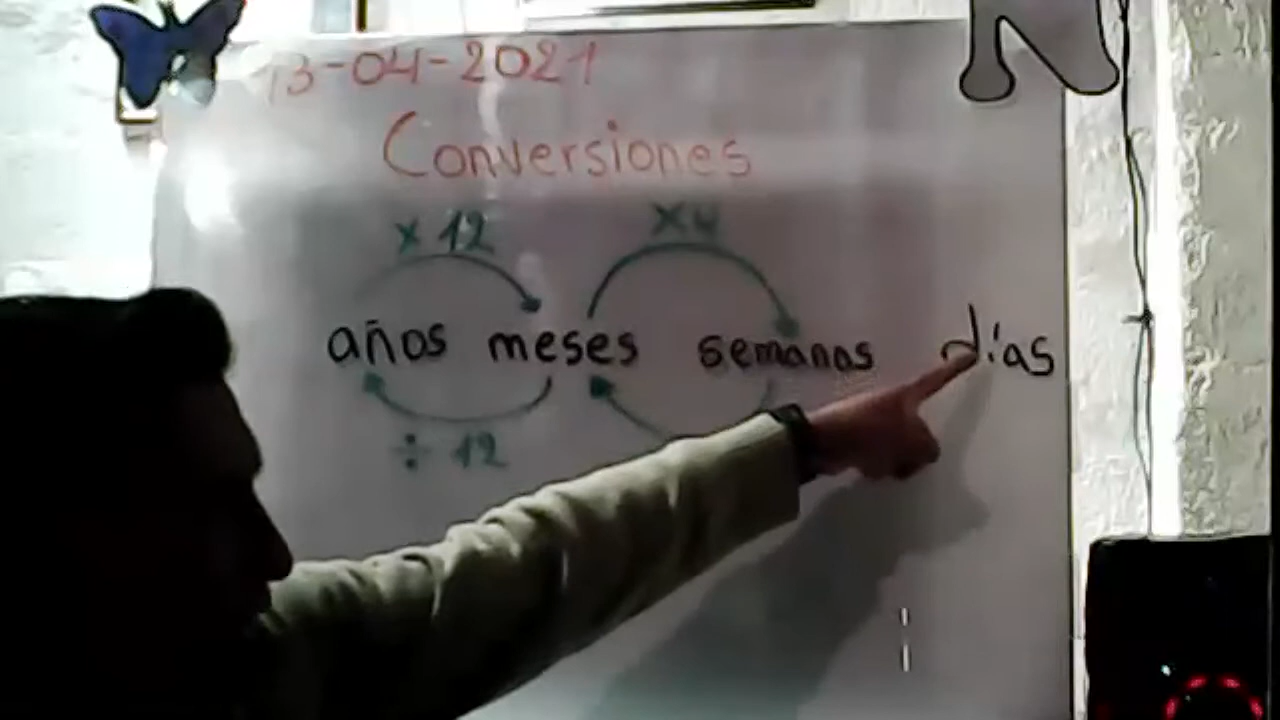 13-04-2021
Conversiones
x 12 x4
años meses semanas días
÷ 12